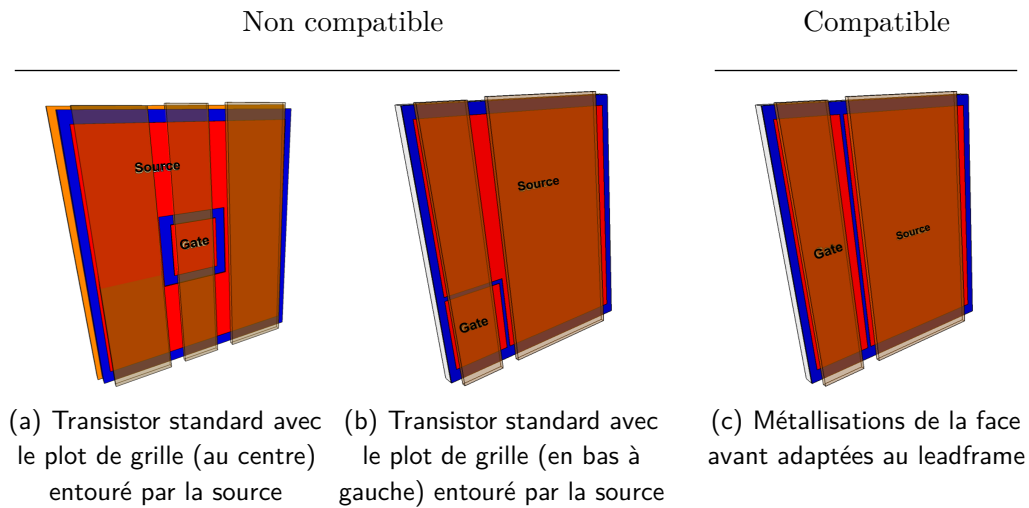 Non compatible
Compatible
Source
Gate
Source
Gate
Gate
Source
(a) Transistor standard avec
le plot de grille (au centre)
entouré par la source
(b) Transistor standard avec
le plot de grille (en bas à
gauche) entouré par la source
(c) Métallisations de la face
avant adaptées au leadframe